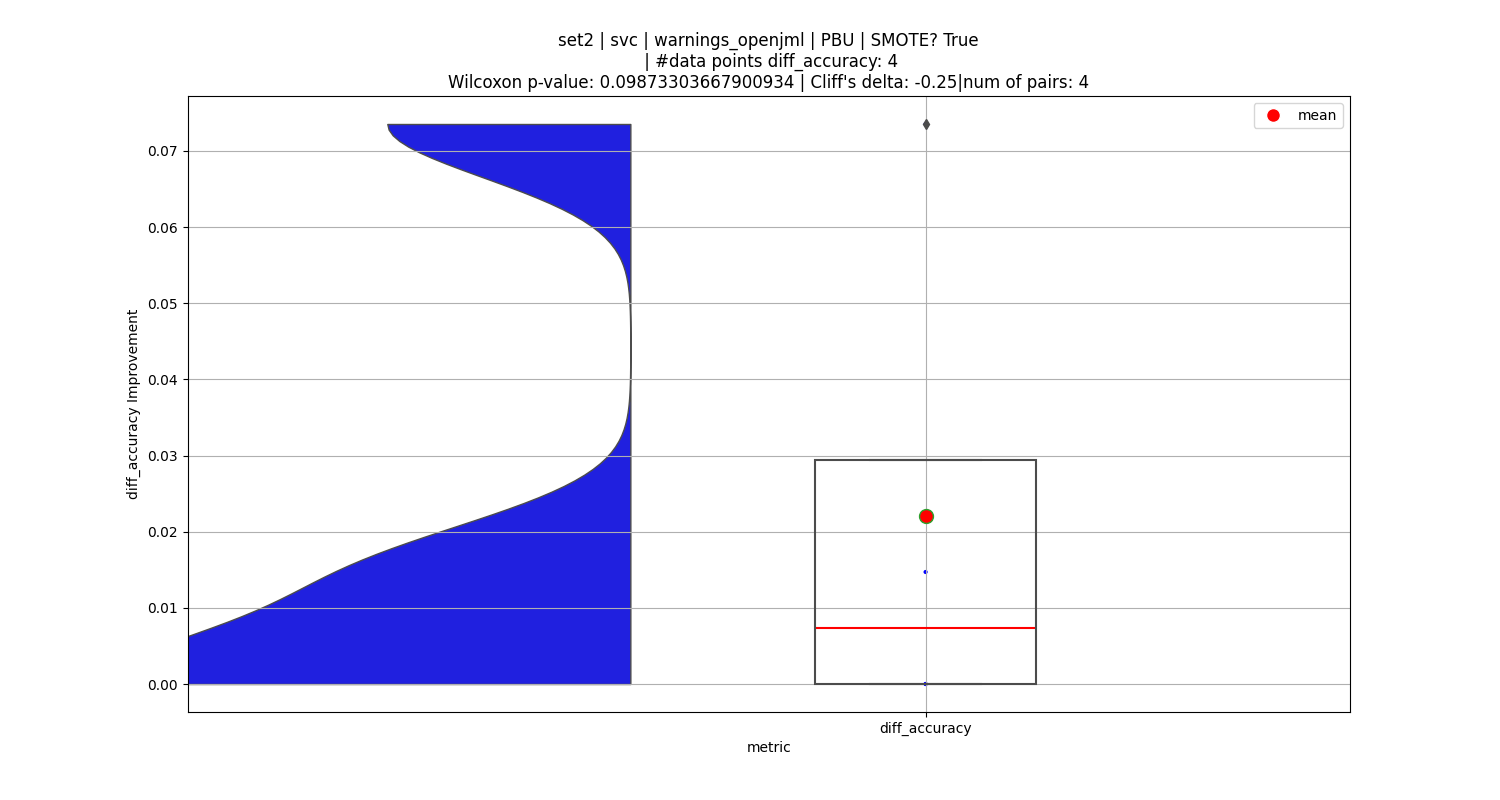 set2 | svc | warnings_openjml | PBU | SMOTE? True
| #data points diff_accuracy: 4
Wilcoxon p-value: 0.09873303667900934 | Cliff's delta: -0.25|num of pairs: 4
mean
0.07
0.06
0.05
0.04
0.03
0.02
0.01
0.00
diff_accuracy Improvement
diff_accuracy
metric